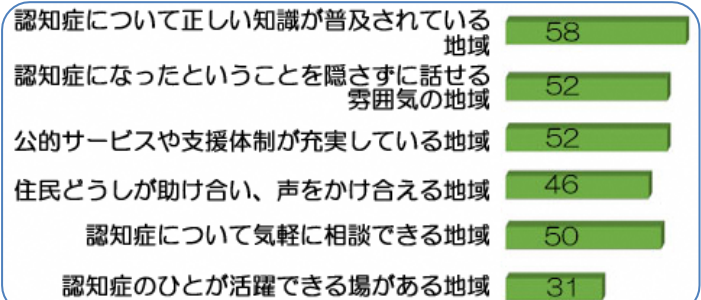 認知症について正しい知識が普及されている
地域
58
認知症になったということを隠さずに話せる
雰囲気の地域
52
公的サービスや支援体制が充実している地域
52
住民どうしが助け合い、声をかけ合える地域
46
認知症について気軽に相談できる地域
50
認知症のひとが活躍できる場がある地域
31